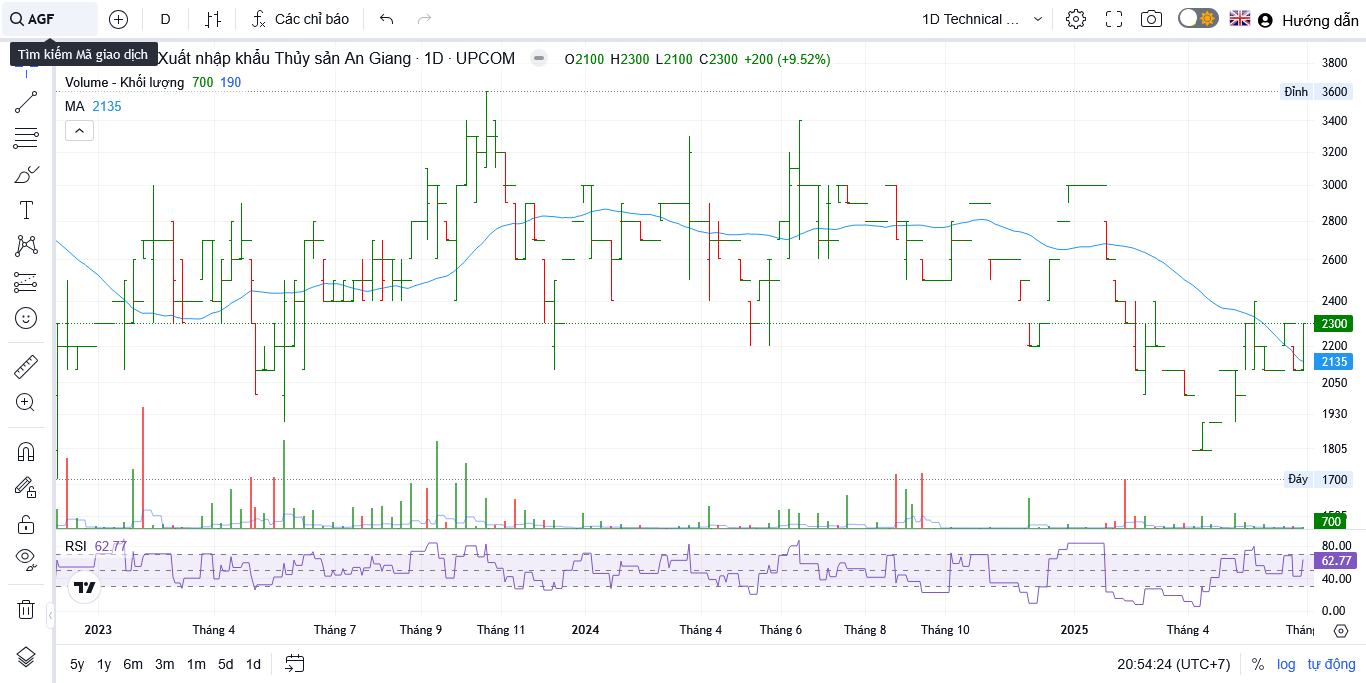 AGF D Các chỉ báo 1D Technical ... Hướng dẫn
Tìm kiếm Mã giao dịch
Xuất nhập khẩu Thủy sản An Giang · 1D · UPCOM O2100 H2300 L2100 C2300 +200 (+9.52%)
Volume - Khối lượng 700 190
MA 2135
3800
Đỉnh 3600
3400
3200
3000
2800
2600
2400
2300
2200
2135
2050
1930
1805
Đáy 1700
700
RSI 62.77
80.00
62.77
40.00
0.00
2023 Tháng 4 Tháng 7 Tháng 9 Tháng 11 2024 Tháng 4 Tháng 6 Tháng 8 Tháng 10 2025 Tháng 4 Thán
5y 1y 6m 3m 1m 5d 1d 20:54:24 (UTC+7) % log tự động